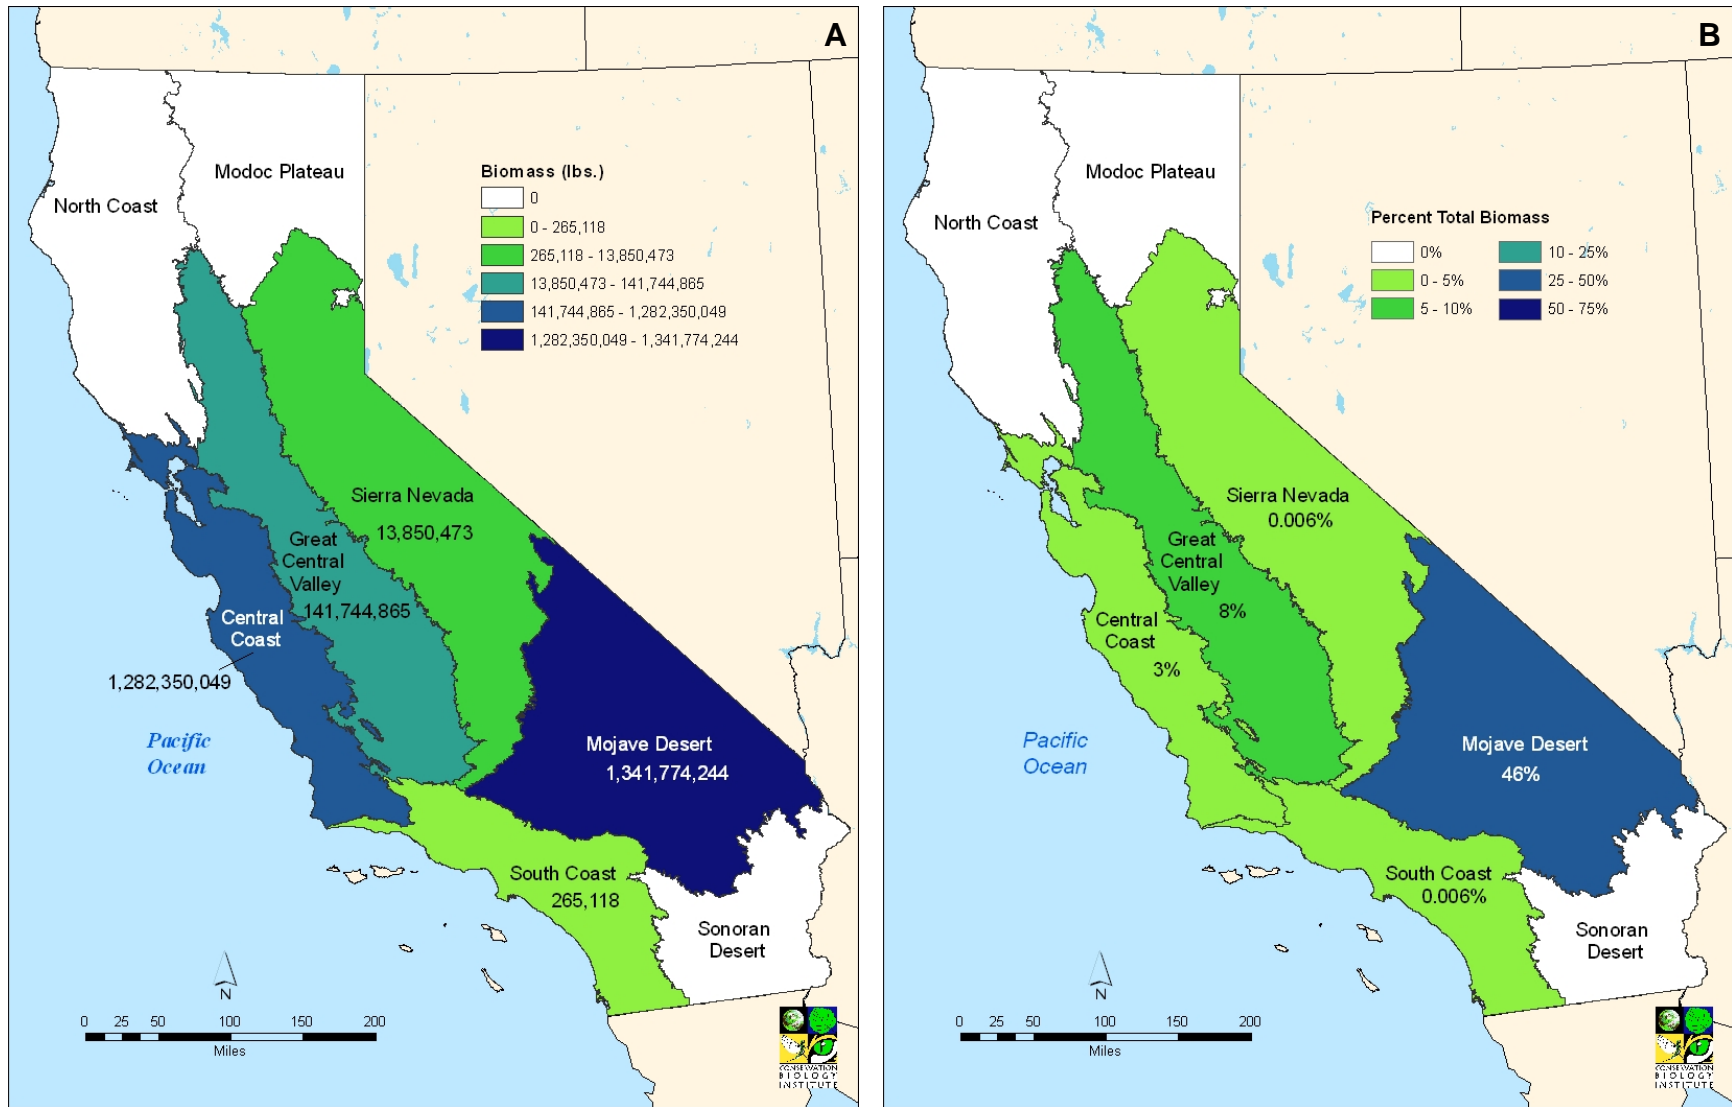 A
North Coast
Modoc Plateau
Biomass (lbs.)
0
0 - 265,118
265,118 - 13,850,473
13,850,473 - 141,744,865
141,744,865 - 1,282,350,049
1,282,350,049 - 1,341,774,244
Sierra Nevada
13,850,473
Great
Central
Valley
141,744,865
Central
Coast
1,282,350,049
Pacific
Ocean
Mojave Desert
1,341,774,244
South Coast
265,118
Sonoran
Desert
N
0 25 50 100 150 200
Miles
CONSERVATION
BIOLOGY
INSTITUTE
B
North Coast
Modoc Plateau
Percent Total Biomass
0%
0 - 5%
5 - 10%
10 - 25%
25 - 50%
50 - 75%
Sierra Nevada
0.006%
Great
Central
Valley
8%
Central
Coast
3%
Pacific
Ocean
Mojave Desert
46%
South Coast
0.006%
Sonoran
Desert
N
0 25 50 100 150 200
Miles
CONSERVATION
BIOLOGY
INSTITUTE